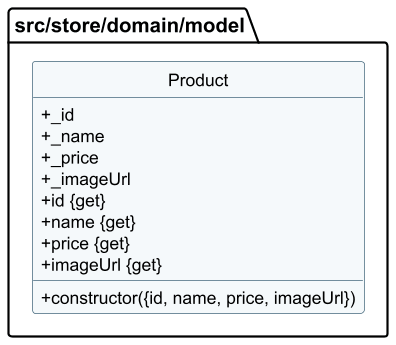 src/store/domain/model
Product
+_id
+_name
+_price
+_imageUrl
+id {get}
+name {get}
+price {get}
+imageUrl {get}
+constructor({id, name, price, imageUrl})